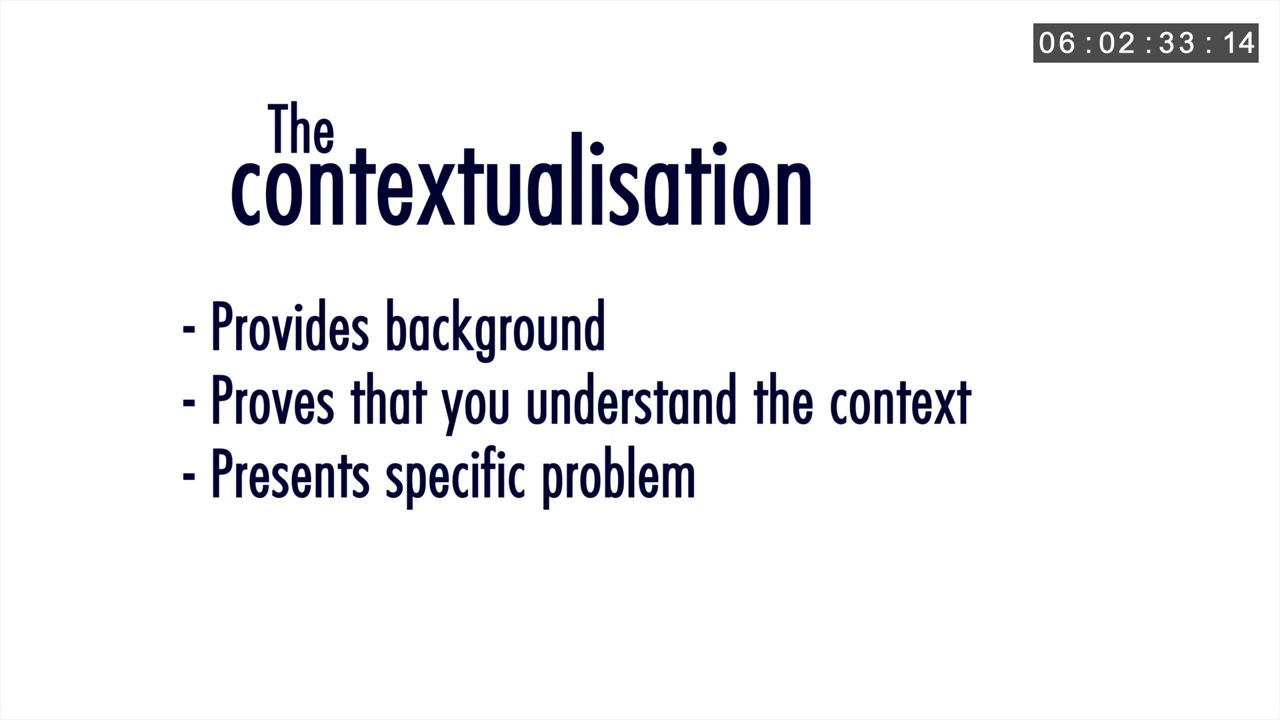 06:02:33:14
The
contextualisation
- Provides background
- Proves that you understand the context
- Presents specific problem